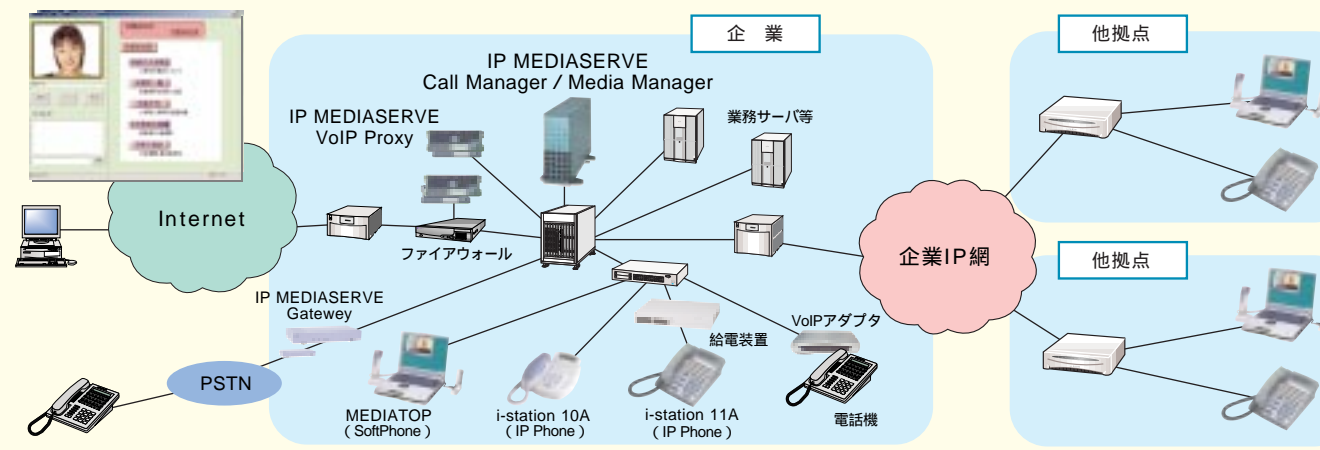 企 業
他拠点
IP MEDIASERVE
Call Manager / Media Manager
IP MEDIASERVE
VoIP Proxy
業務サーバ等
Internet
ファイアウォール
企業IP網
他拠点
IP MEDIASERVE
Gatewey
VoIPアダプタ
給電装置
PSTN
MEDIATOP
( SoftPhone )
i-station 10A
( IP Phone )
i-station 11A
( IP Phone )
電話機